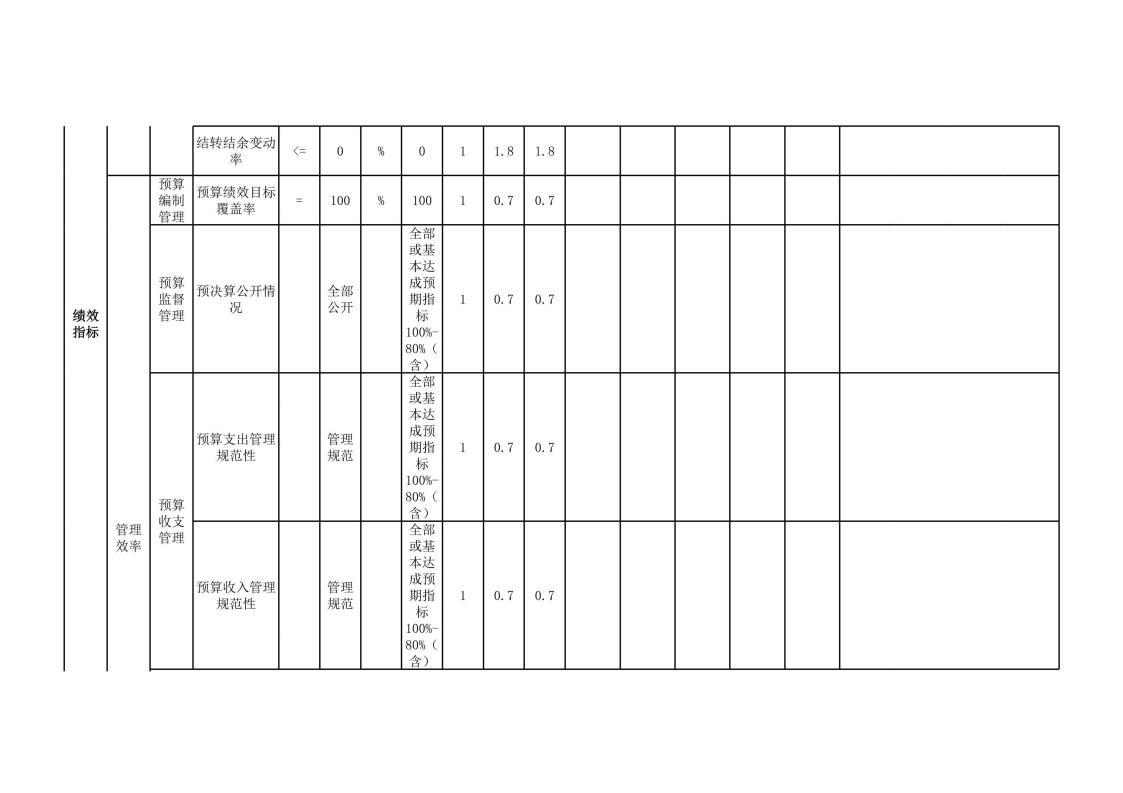 绩效
指标
结转结余变动
率
<=
0
%
0
1
1.8
1.8
管理
效率
预算
编制
管理
预算绩效目标
覆盖率
=
100
%
100
1
0.7
0.7
预算
监督
管理
预决算公开情
况
全部
公开
全部
或基
本达
成预
期指
标
100%-
80%（
含）
1
0.7
0.7
预算
收支
管理
预算支出管理
规范性
管理
规范
全部
或基
本达
成预
期指
标
100%-
80%（
含）
1
0.7
0.7
预算收入管理
规范性
管理
规范
全部
或基
本达
成预
期指
标
100%-
80%（
含）
1
0.7
0.7